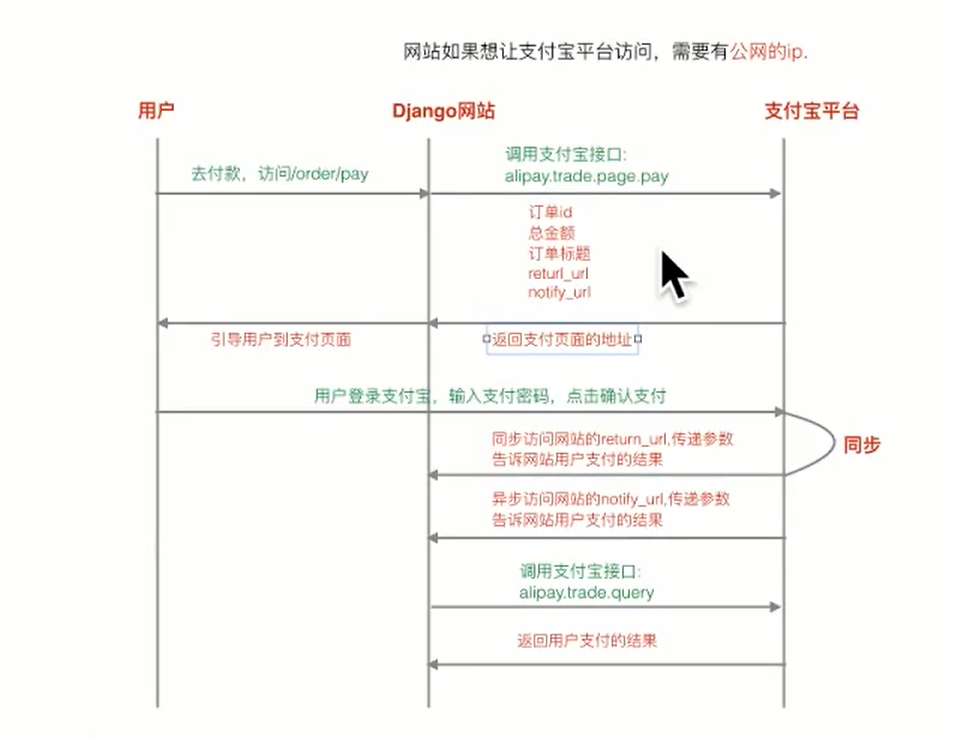 网站如果想让支付宝平台访问，需要有公网的ip.
用户
Django网站
支付宝平台
去付款，访问/order/pay
调用支付宝接口:
alipay.trade.page.pay
订单id
总金额
订单标题
returl_url
notify_url
引导用户到支付页面
返回支付页面的地址
用户登录支付宝，输入支付密码，点击确认支付
同步访问网站的return_url,传递参数
告诉网站用户支付的结果
同步
异步访问网站的notify_url,传递参数
告诉网站用户支付的结果
调用支付宝接口:
alipay.trade.query
返回用户支付的结果